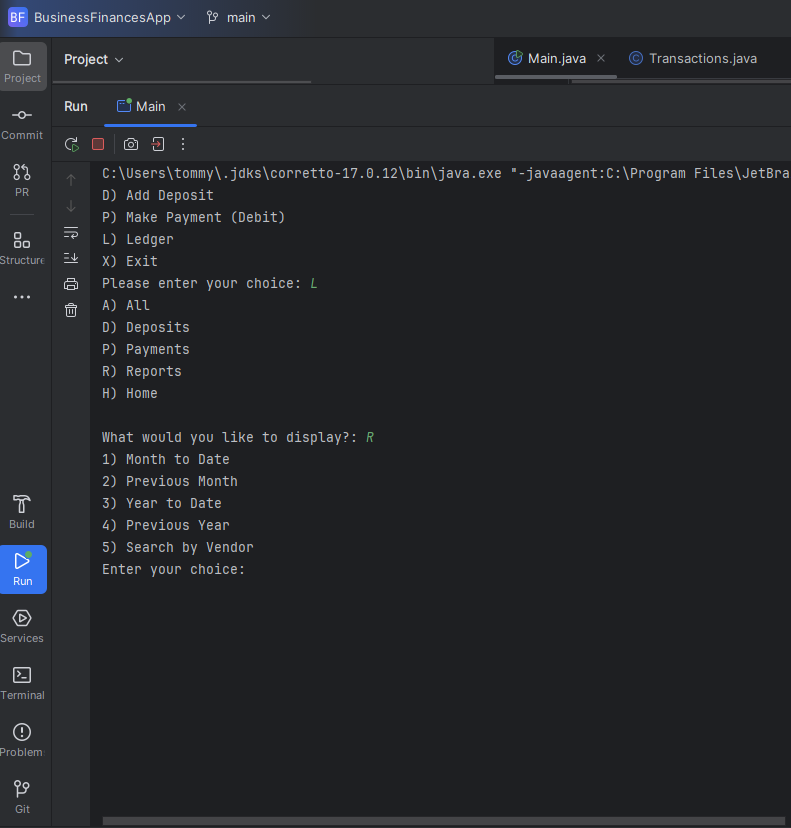 BF BusinessFinancesApp main
Project
Main.java
Transactions.java
Project
Commit
PR
Structure
Run Main
C:\Users\tommy\.jdks\corretto-17.0.12\bin\java.exe "-javaagent:C:\Program Files\JetBra
D) Add Deposit
P) Make Payment (Debit)
L) Ledger
X) Exit
Please enter your choice: L
A) All
D) Deposits
P) Payments
R) Reports
H) Home
What would you like to display?: R
1) Month to Date
2) Previous Month
3) Year to Date
4) Previous Year
5) Search by Vendor
Enter your choice:
Build
Run
Services
Terminal
Problem
Git